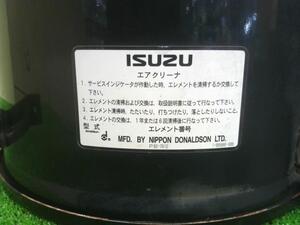 ISUZU
エアクリーナ
1. サービスインジケータが作動した時、エレメントを清掃するか交換して
下さい。
2. エレメントの清掃および交換は、取扱説明書に従って行なって下さい。
3. エレメント清掃時、たたいたり、打ちつけたり、落としたりしないこと。
4. エレメントの交換は、1年または6回清掃後に行なって下さい。
型式
エレメント番号
MFD. BY NIPPON DONALDSON LTD.